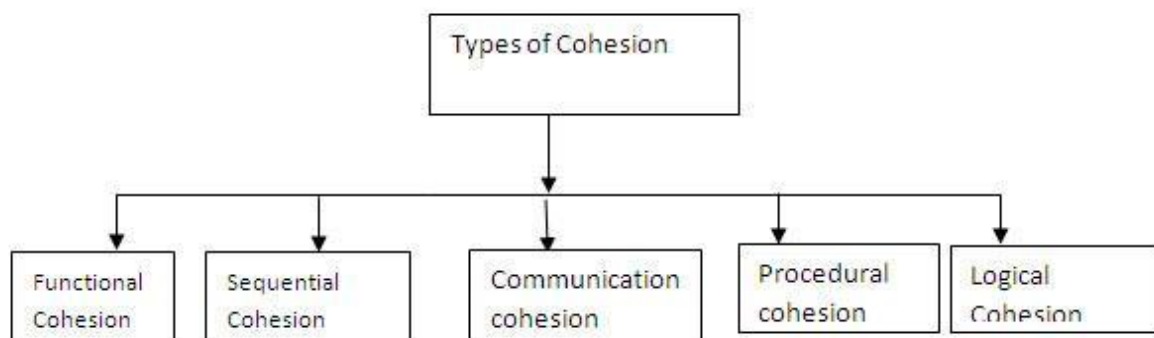 Types of Cohesion
Functional
Cohesion
Sequential
Cohesion
Communication
cohesion
Procedural
cohesion
Logical
Cohesion